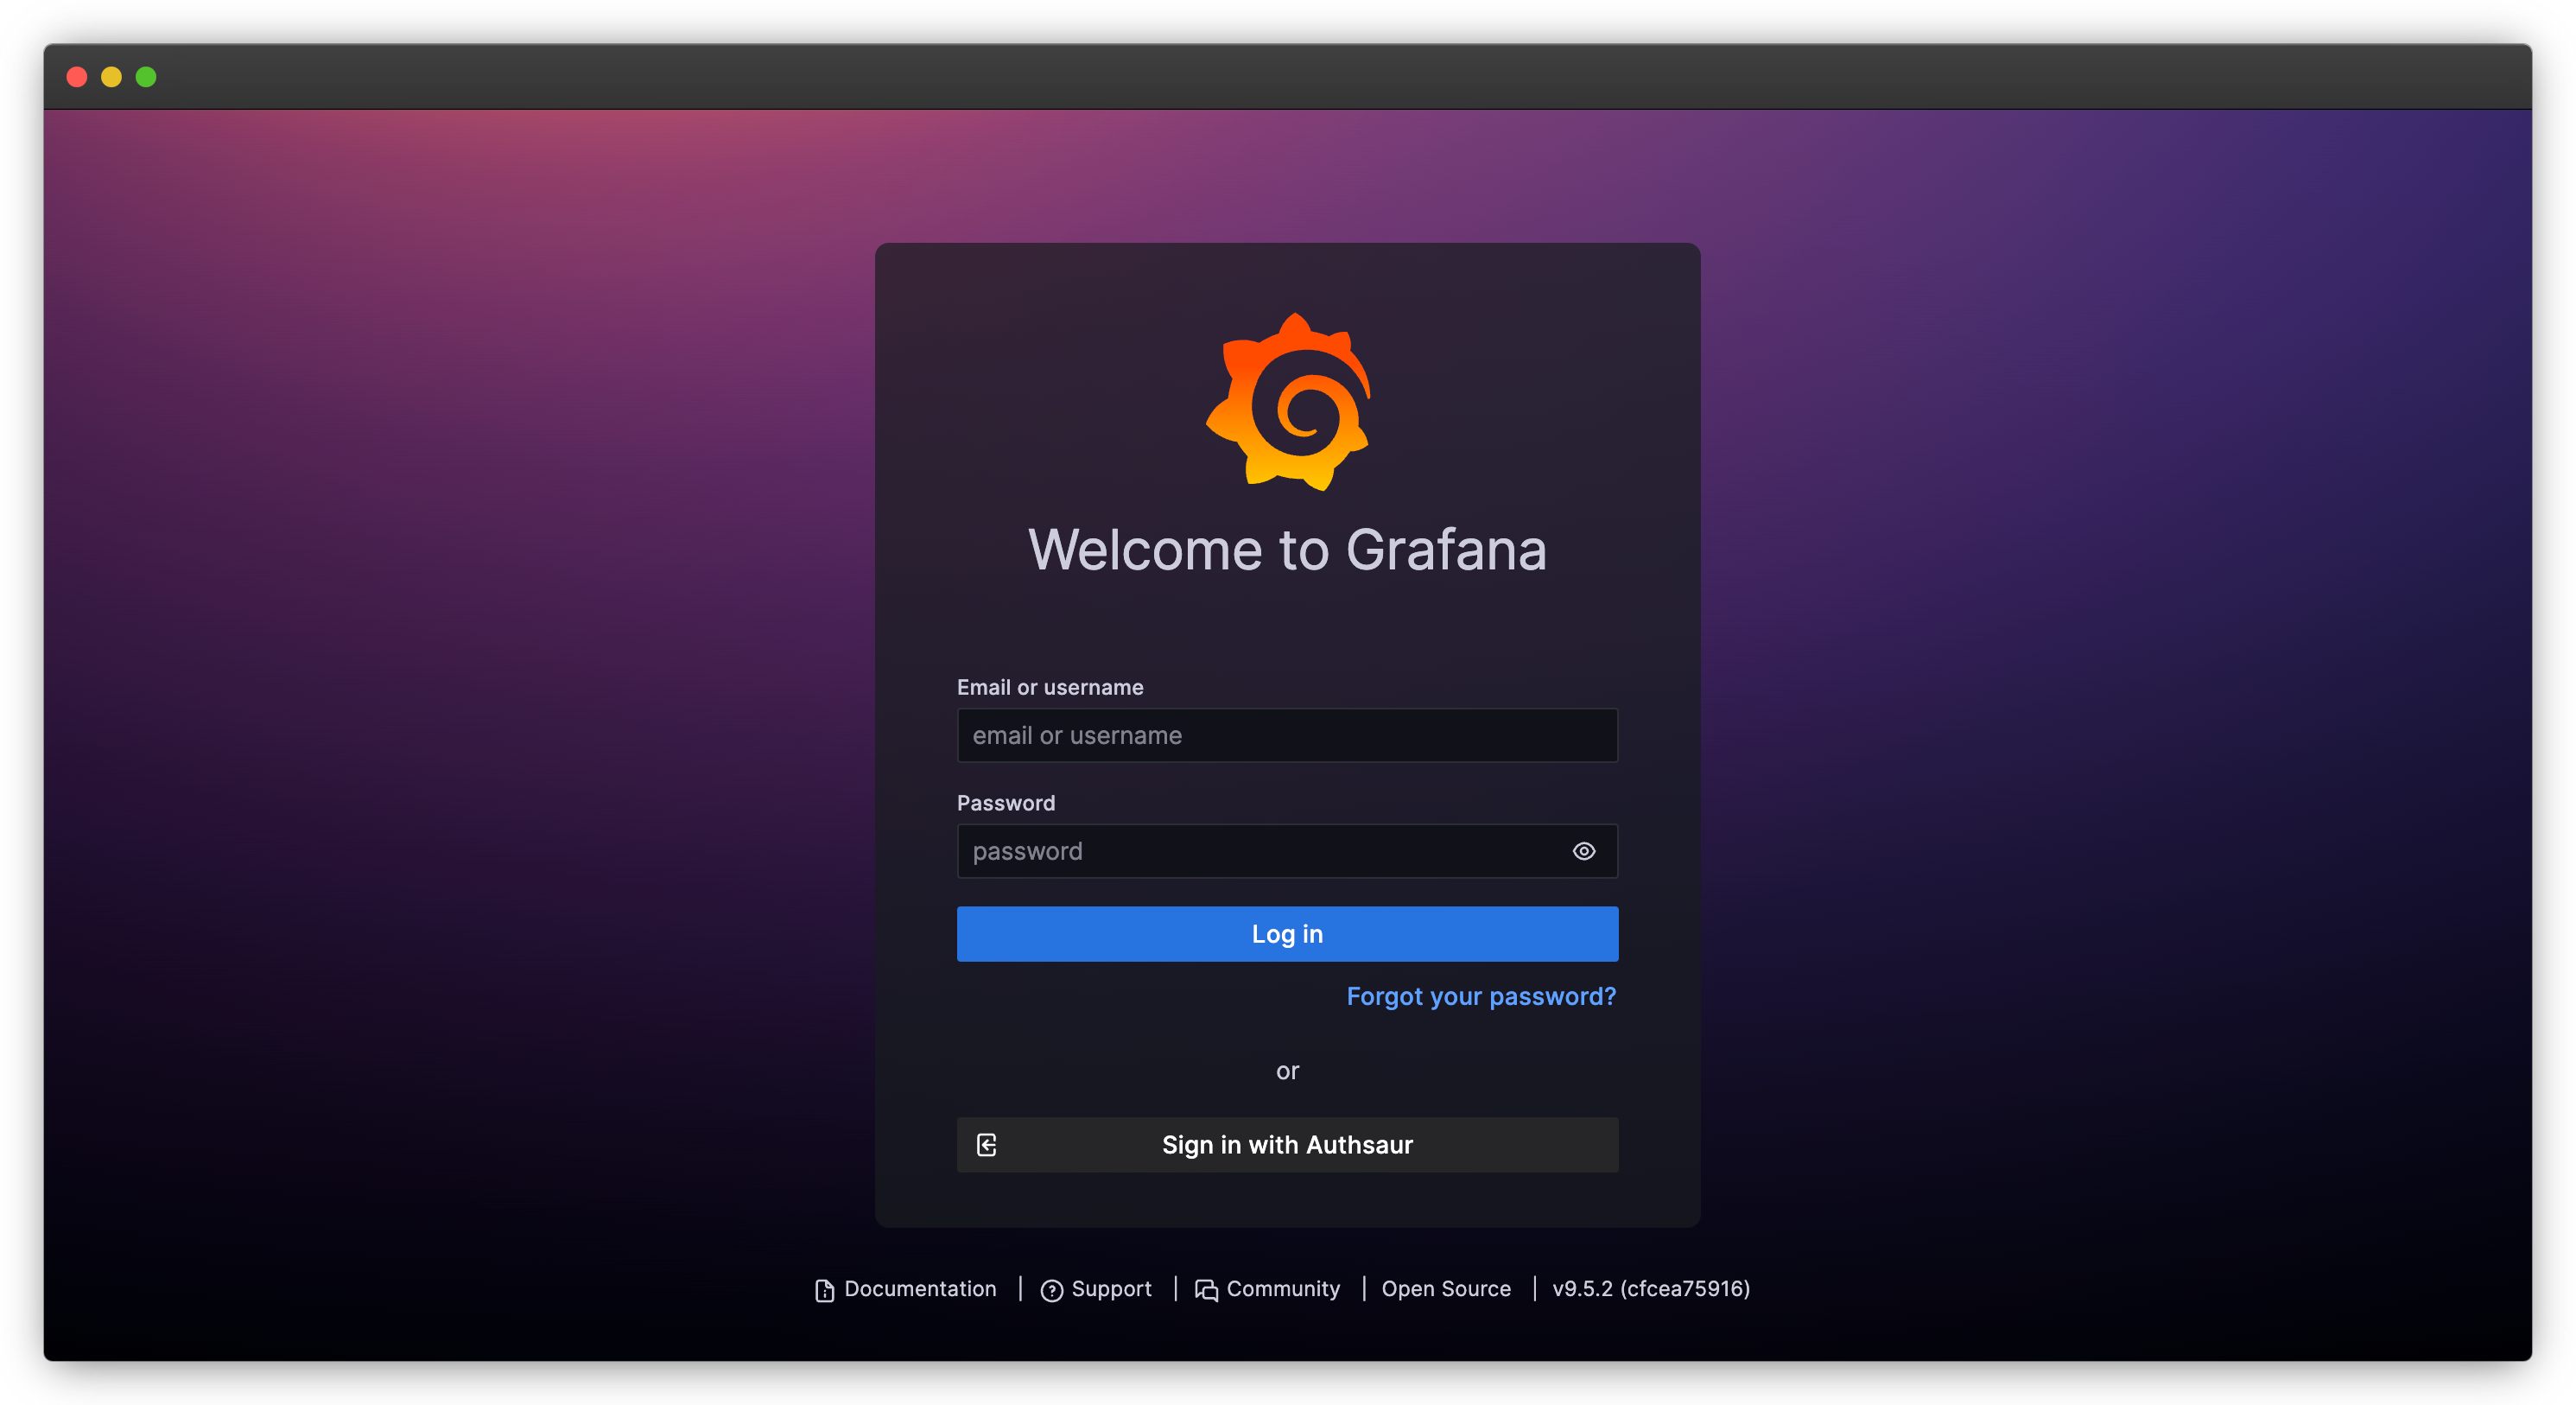 Welcome to Grafana
Email or username
email or username
Password
password
Log in
Forgot your password?
or
Sign in with Authsaur
Documentation | Support | Community | Open Source | v9.5.2 (cfcea75916)